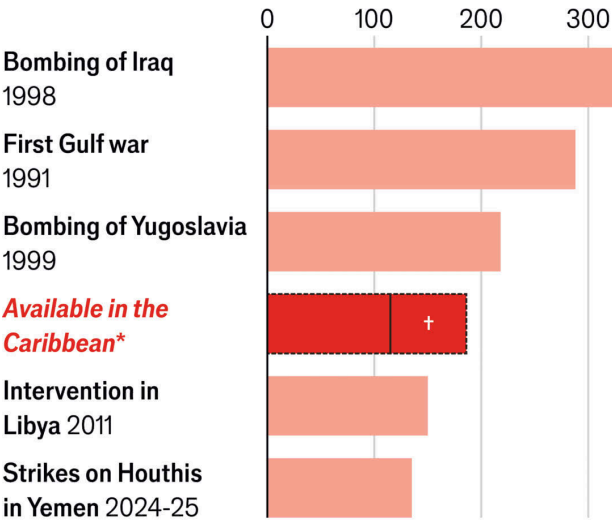 0 100 200 300
Bombing of Iraq
1998
First Gulf war
1991
Bombing of Yugoslavia
1999
Available in the
Caribbean*
†
Intervention in
Libya 2011
Strikes on Houthis
in Yemen 2024-25